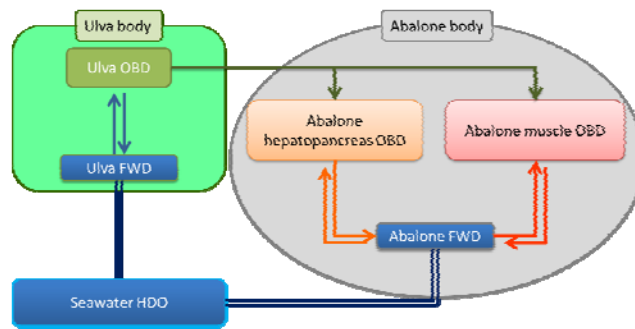 Ulva body
Abalone body
Ulva OBD
Abalone
hepatopancreas OBD
Abalone muscle OBD
Ulva FWD
Abalone FWD
Seawater HDO